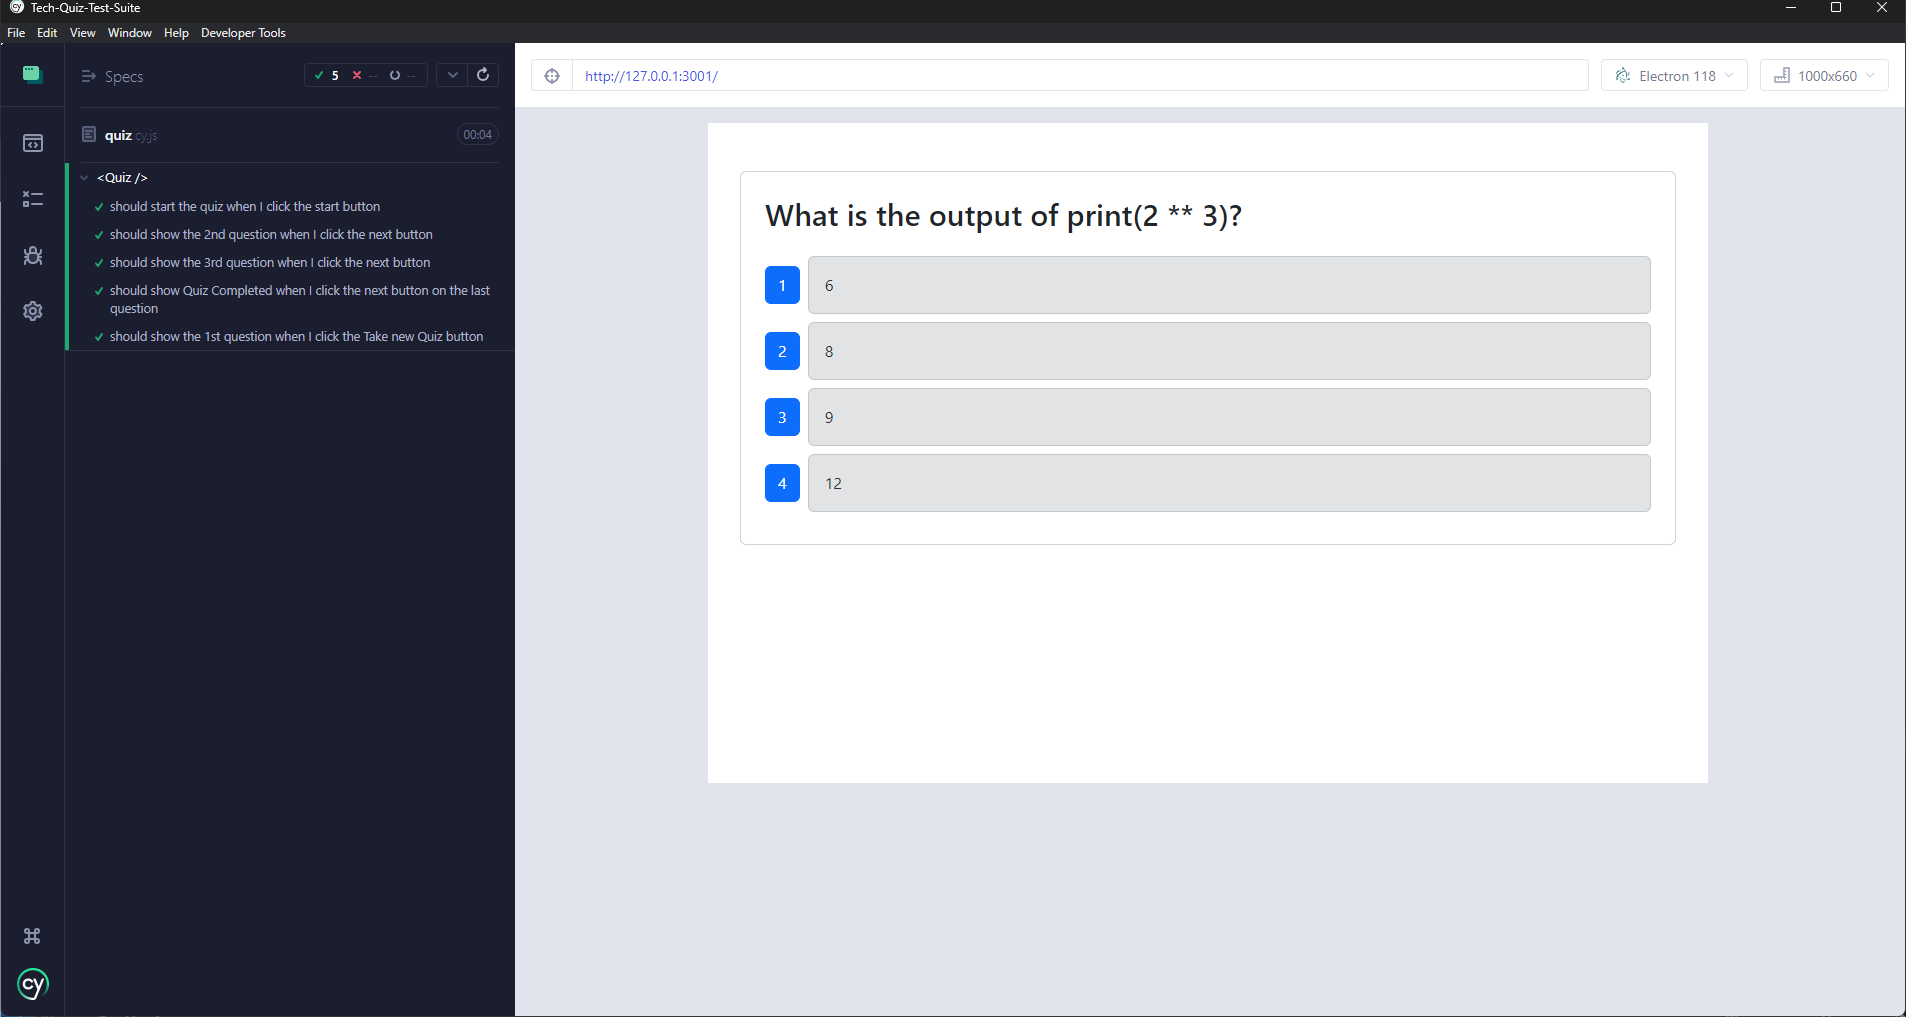 Tech-Quiz-Test-Suite
File Edit View Window Help Developer Tools
Specs
5 -- --
http://127.0.0.1:3001/
Electron 118
1000x660
quiz.cy.js
00:04
<Quiz />
should start the quiz when I click the start button
should show the 2nd question when I click the next button
should show the 3rd question when I click the next button
should show Quiz Completed when I click the next button on the last
question
should show the 1st question when I click the Take new Quiz button
What is the output of print(2 ** 3)?
1 6
2 8
3 9
4 12
cy